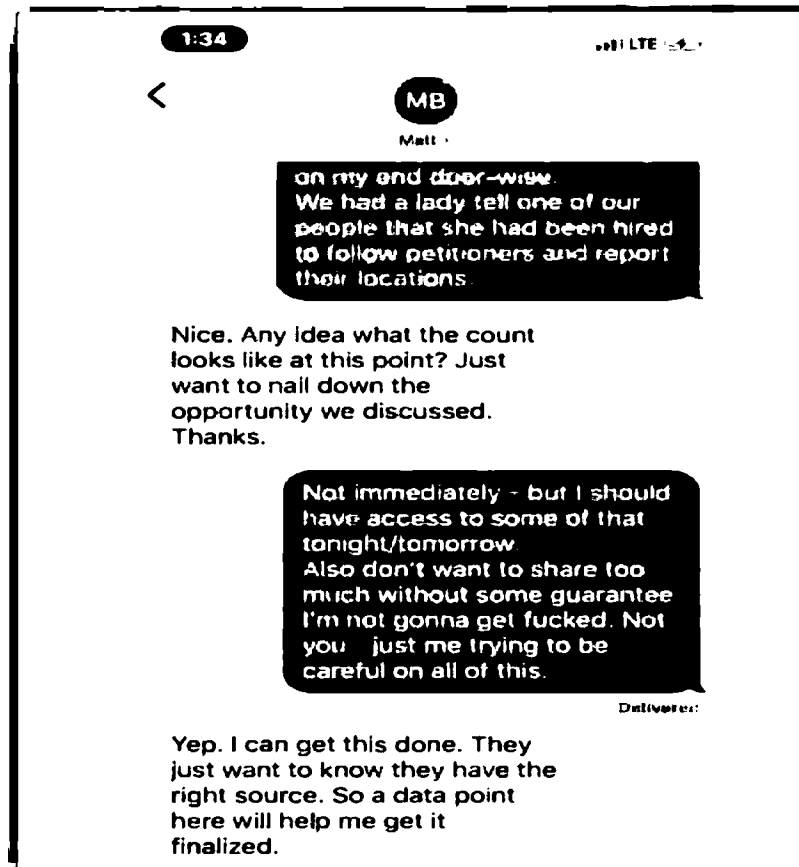 1:34
LTE
MB
Matt
on my end door-wise.
We had a lady tell one of our
people that she had been hired
to follow petitioners and report
their locations.
Nice. Any idea what the count
looks like at this point? Just
want to nail down the
opportunity we discussed.
Thanks.
Not immediately - but I should
have access to some of that
tonight/tomorrow.
Also don't want to share too
much without some guarantee
I'm not gonna get fucked. Not
you just me trying to be
careful on all of this.
Delivered
Yep. I can get this done. They
just want to know they have the
right source. So a data point
here will help me get it
finalized.